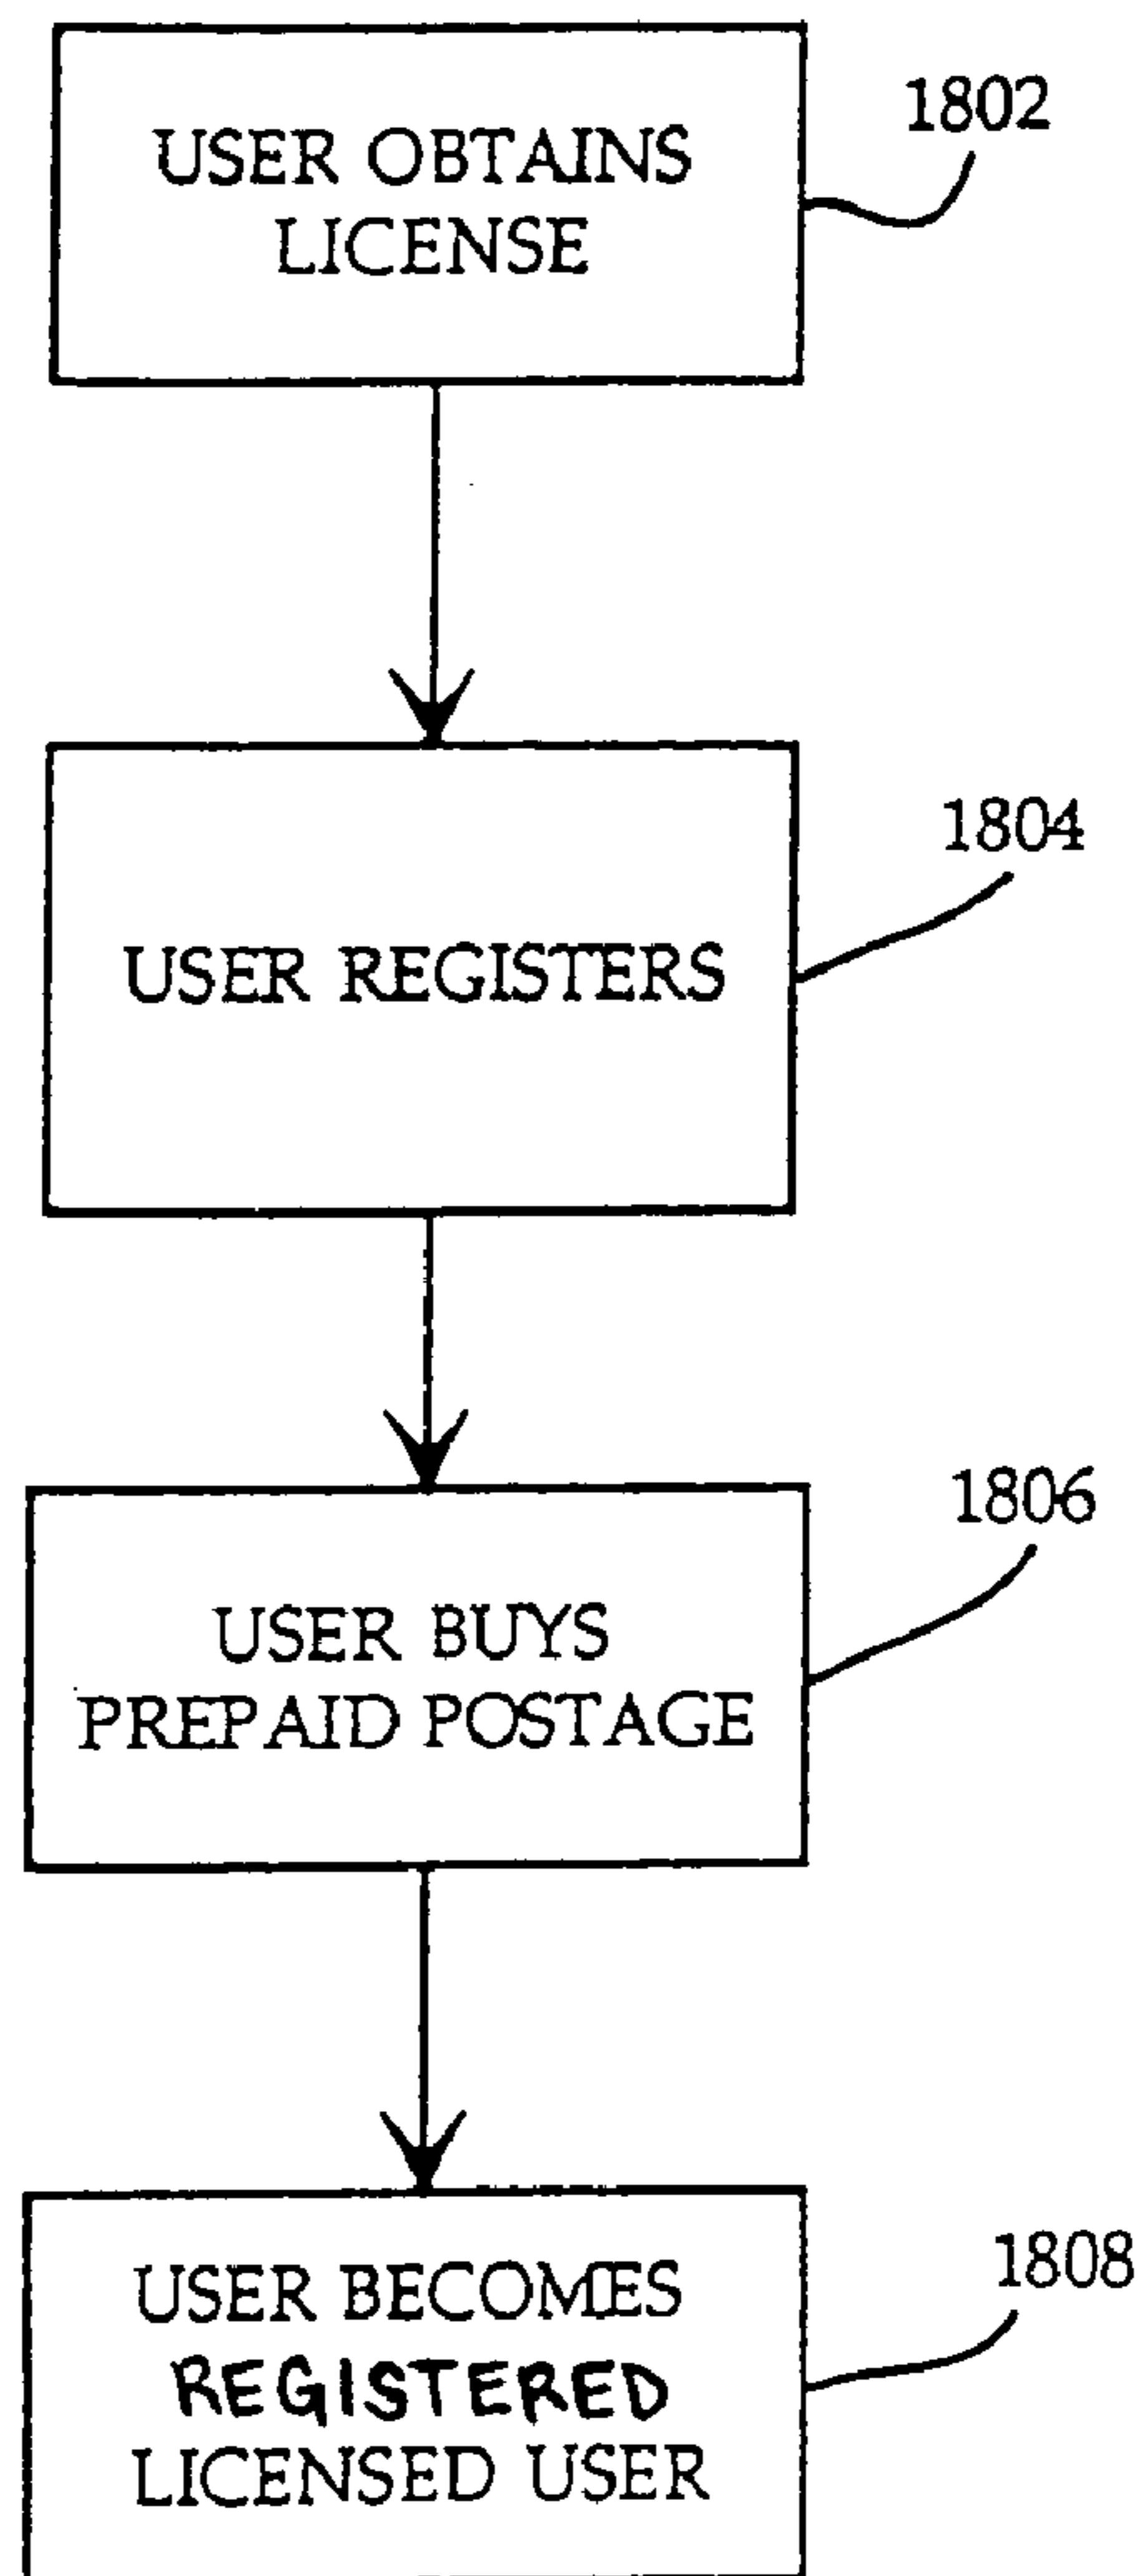 USER OBTAINS
LICENSE
1802
USER REGISTERS
1804
USER BUYS
PREPAID POSTAGE
1806
USER BECOMES
REGISTERED
LICENSED USER
1808